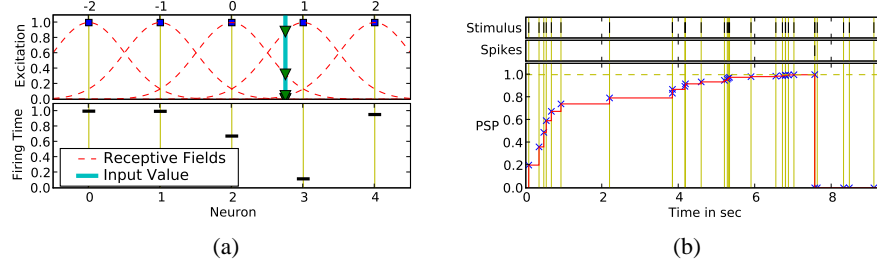 -2 -1 0 1 2
Excitation
1.0
0.8
0.6
0.4
0.2
0.0
Firing Time
1.0
0.8
0.6
0.4
0.2
0.0
Receptive Fields
Input Value
0 1 2 3 4
Neuron
(a)
Stimulus
Spikes
PSP
1.0
0.8
0.6
0.4
0.2
0.0
0 2 4 6 8
Time in sec
(b)